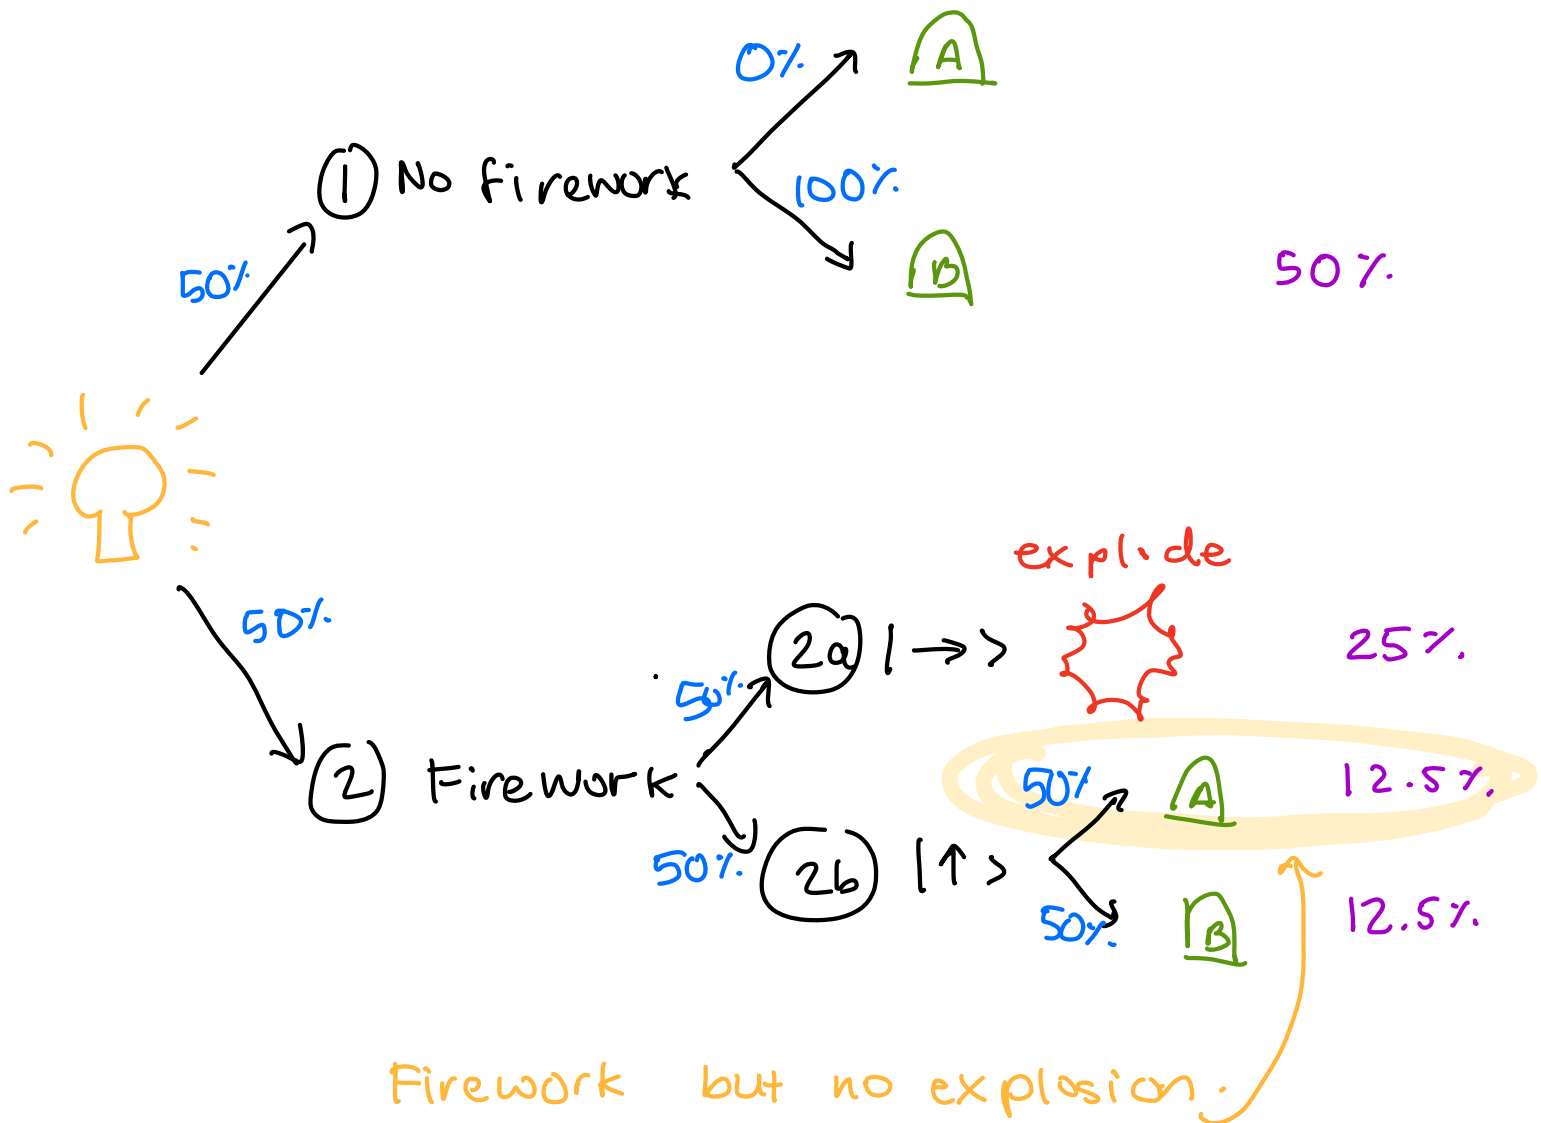 0%
A
1 No firework
100%
B
50%
50%
explode
50%
2a |→>
25%
50%
2 Firework
50%
A
12.5%
50%
2b |↑>
50%
B
12.5%
Firework but no explosion.